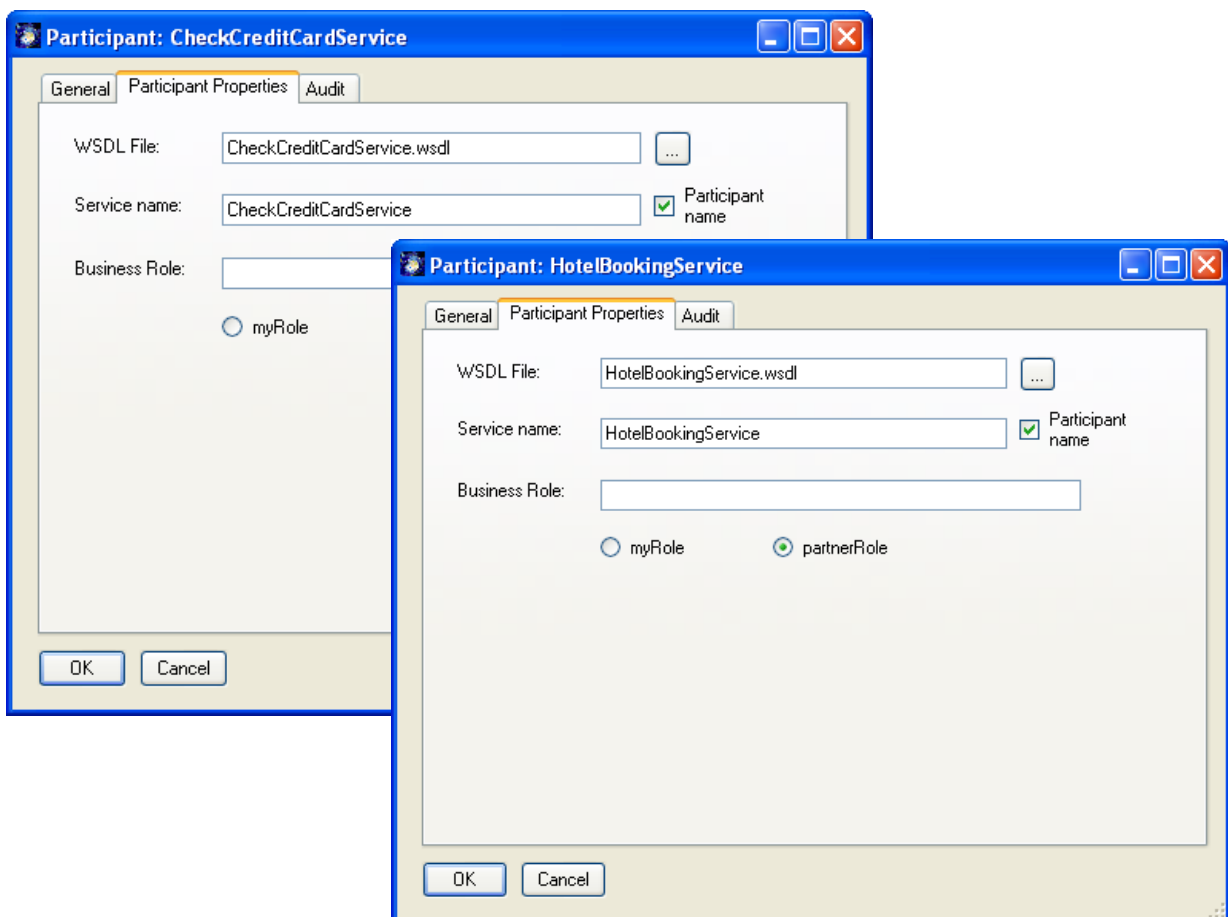 Participant: CheckCreditCardService
General Participant Properties Audit
WSDL File: CheckCreditCardService.wsdl ...
Service name: CheckCreditCardService Participant
name
Business Role:
myRole
OK Cancel
Participant: HotelBookingService
General Participant Properties Audit
WSDL File: HotelBookingService.wsdl ...
Service name: HotelBookingService Participant
name
Business Role:
myRole partnerRole
OK Cancel